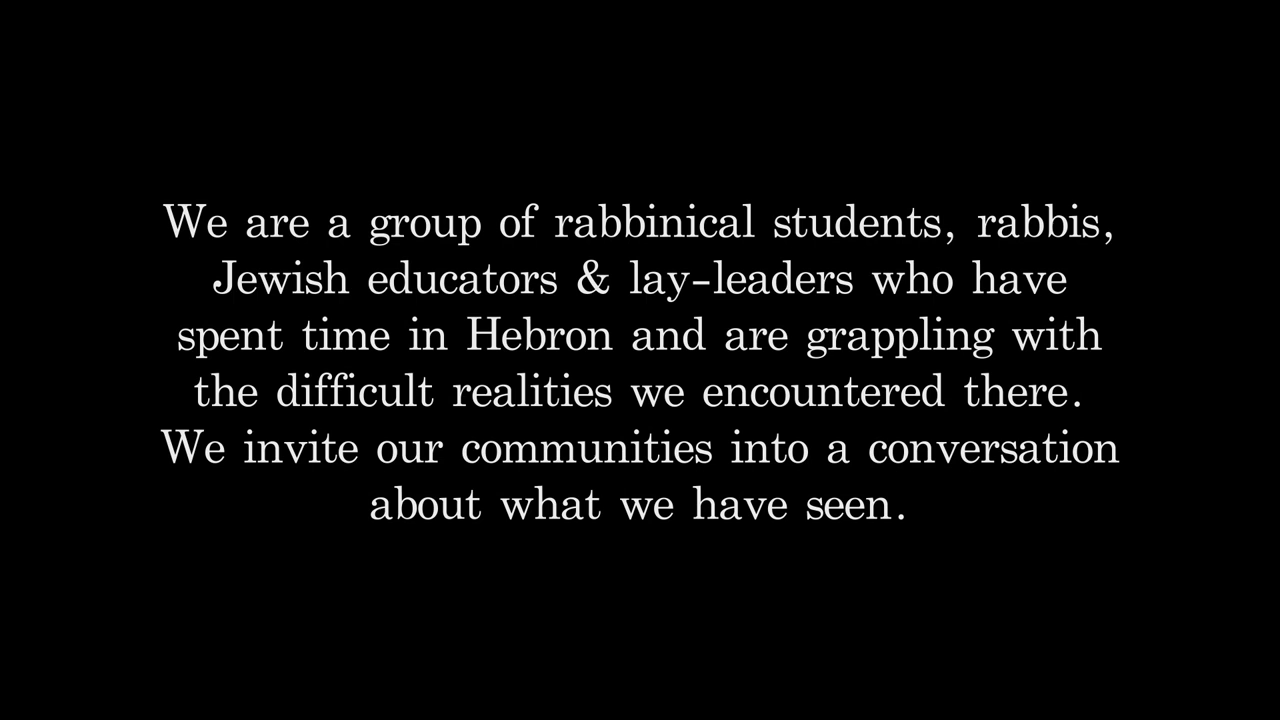 We are a group of rabbinical students, rabbis,
Jewish educators & lay-leaders who have
spent time in Hebron and are grappling with
the difficult realities we encountered there.
We invite our communities into a conversation
about what we have seen.